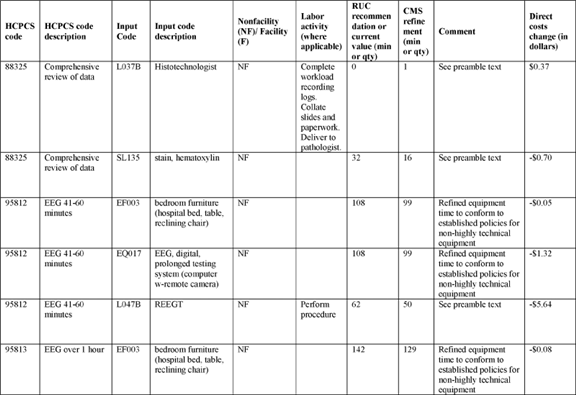 HCPCS code | HCPCS code description | Input Code | Input code description | Nonfacility (NF)/ Facility (F) | Labor activity (where applicable) | RUC recommen dation or current value (min or qty) | CMS refine ment (min or qty) | Comment | Direct costs change (in dollars)
88325 | Comprehensive review of data | L037B | Histotechnologist | NF | Complete workload recording logs. Collate slides and paperwork. Deliver to pathologist. | 0 | 1 | See preamble text | $0.37
88325 | Comprehensive review of data | SL135 | stain, hematoxylin | NF | | 32 | 16 | See preamble text | -$0.70
95812 | EEG 41-60 minutes | EF003 | bedroom furniture (hospital bed, table, reclining chair) | NF | | 108 | 99 | Refined equipment time to conform to established policies for non-highly technical equipment | -$0.05
95812 | EEG 41-60 minutes | EQ017 | EEG, digital, prolonged testing system (computer w-remote camera) | NF | | 108 | 99 | Refined equipment time to conform to established policies for non-highly technical equipment | -$1.32
95812 | EEG 41-60 minutes | L047B | REEGT | NF | Perform procedure | 62 | 50 | See preamble text | -$5.64
95813 | EEG over 1 hour | EF003 | bedroom furniture (hospital bed, table, reclining chair) | NF | | 142 | 129 | Refined equipment time to conform to established policies for non-highly technical equipment | -$0.08